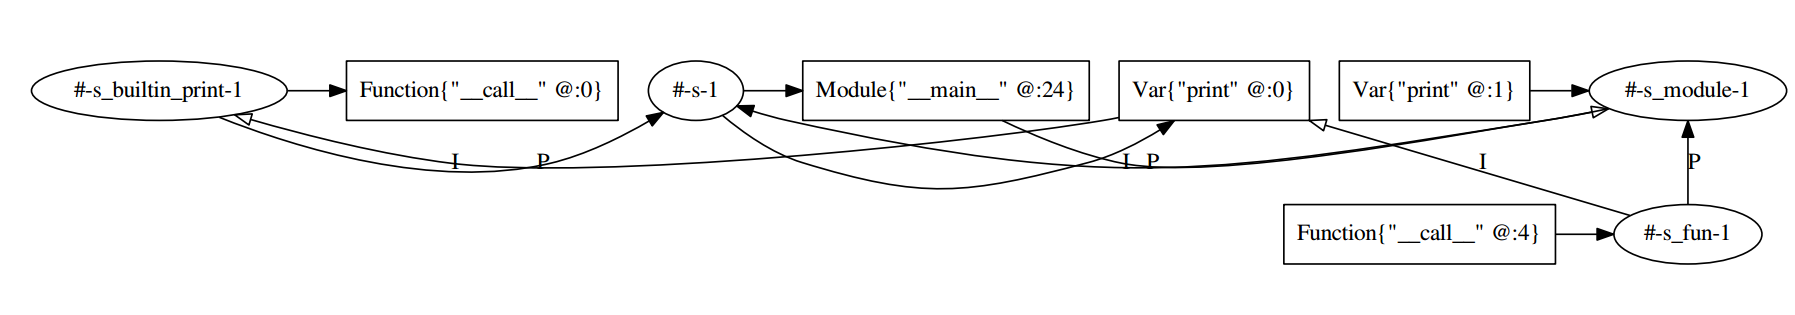 #-s_builtin_print-1
Function{"__call__" @:0}
#-s-1
Module{"__main__" @:24}
Var{"print" @:0}
Var{"print" @:1}
#-s_module-1
I
P
I
P
I
P
Function{"__call__" @:4}
#-s_fun-1